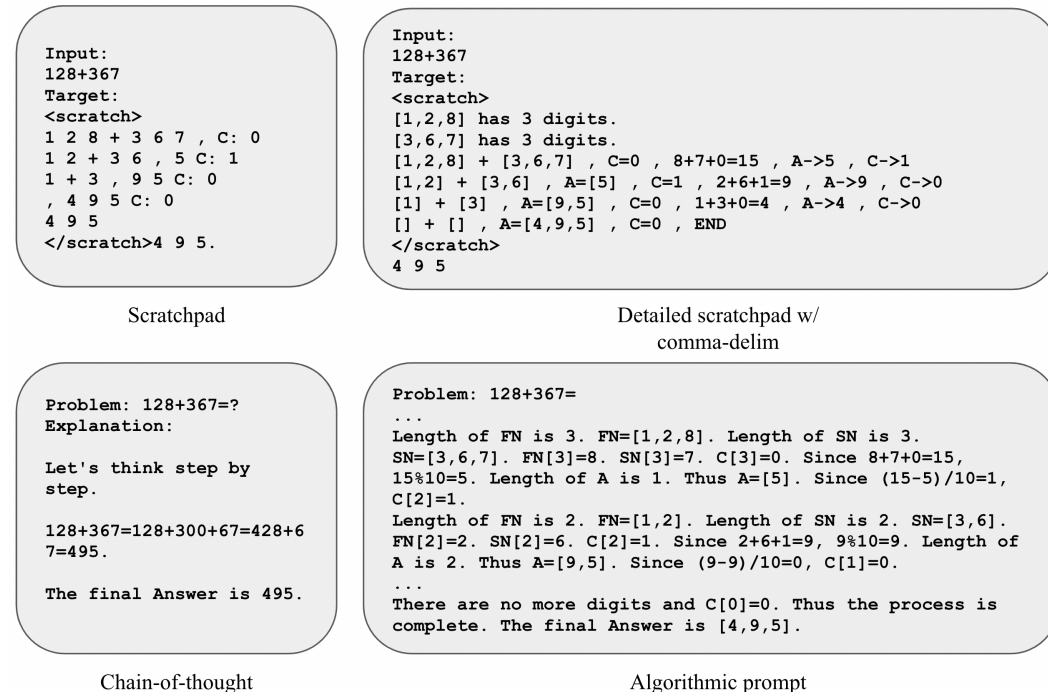 Input:
128+367
Target:
<scratch>
1 2 8 + 3 6 7 , C: 0
1 2 + 3 6 , 5 C: 1
1 + 3 , 9 5 C: 0
, 4 9 5 C: 0
4 9 5
</scratch>4 9 5.
Scratchpad
Input:
128+367
Target:
<scratch>
[1,2,8] has 3 digits.
[3,6,7] has 3 digits.
[1,2,8] + [3,6,7] , C=0 , 8+7+0=15 , A->5 , C->1
[1,2] + [3,6] , A=[5] , C=1 , 2+6+1=9 , A->9 , C->0
[1] + [3] , A=[9,5] , C=0 , 1+3+0=4 , A->4 , C->0
[] + [] , A=[4,9,5] , C=0 , END
</scratch>
4 9 5
Detailed scratchpad w/
comma-delim
Problem: 128+367=?
Explanation:
Let's think step by
step.
128+367=128+300+67=428+6
7=495.
The final Answer is 495.
Chain-of-thought
Problem: 128+367=
...
Length of FN is 3. FN=[1,2,8]. Length of SN is 3.
SN=[3,6,7]. FN[3]=8. SN[3]=7. C[3]=0. Since 8+7+0=15,
15%10=5. Length of A is 1. Thus A=[5]. Since (15-5)/10=1,
C[2]=1.
Length of FN is 2. FN=[1,2]. Length of SN is 2. SN=[3,6].
FN[2]=2. SN[2]=6. C[2]=1. Since 2+6+1=9, 9%10=9. Length of
A is 2. Thus A=[9,5]. Since (9-9)/10=0, C[1]=0.
...
There are no more digits and C[0]=0. Thus the process is
complete. The final Answer is [4,9,5].
Algorithmic prompt